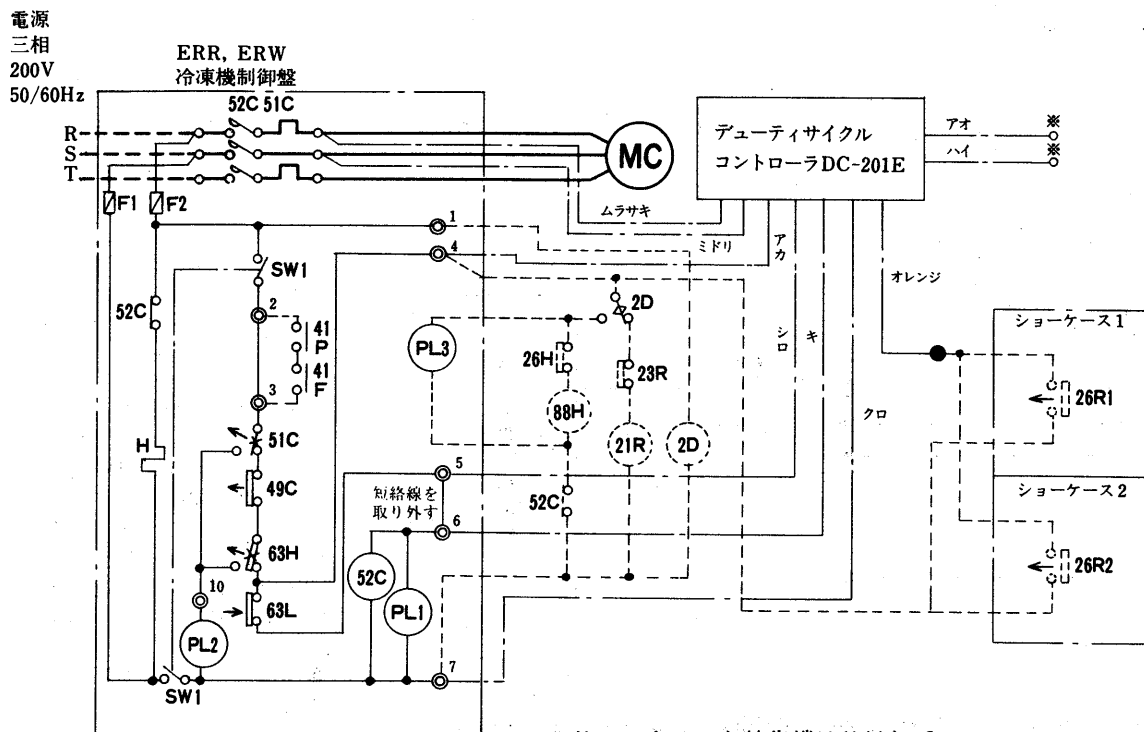 電源
三相
200V
50/60Hz
ERR, ERW
冷凍機制御盤
52C 51C
R
S
T
MC
デューティサイクル
コントローラDC-201E
アオ
※
ハイ
※
F1
F2
ムラサキ
ミドリ
アカ
シロ
キ
クロ
オレンジ
1
4
SW1
52C
2
41
P
41
F
3
51C
H
49C
63H
10
63L
PL2
SW1
PL3
26H
88H
2D
23R
21R
2D
52C
5
短絡線を
取り外す
6
52C
PL1
7
ショーケース1
26R1
ショーケース2
26R2